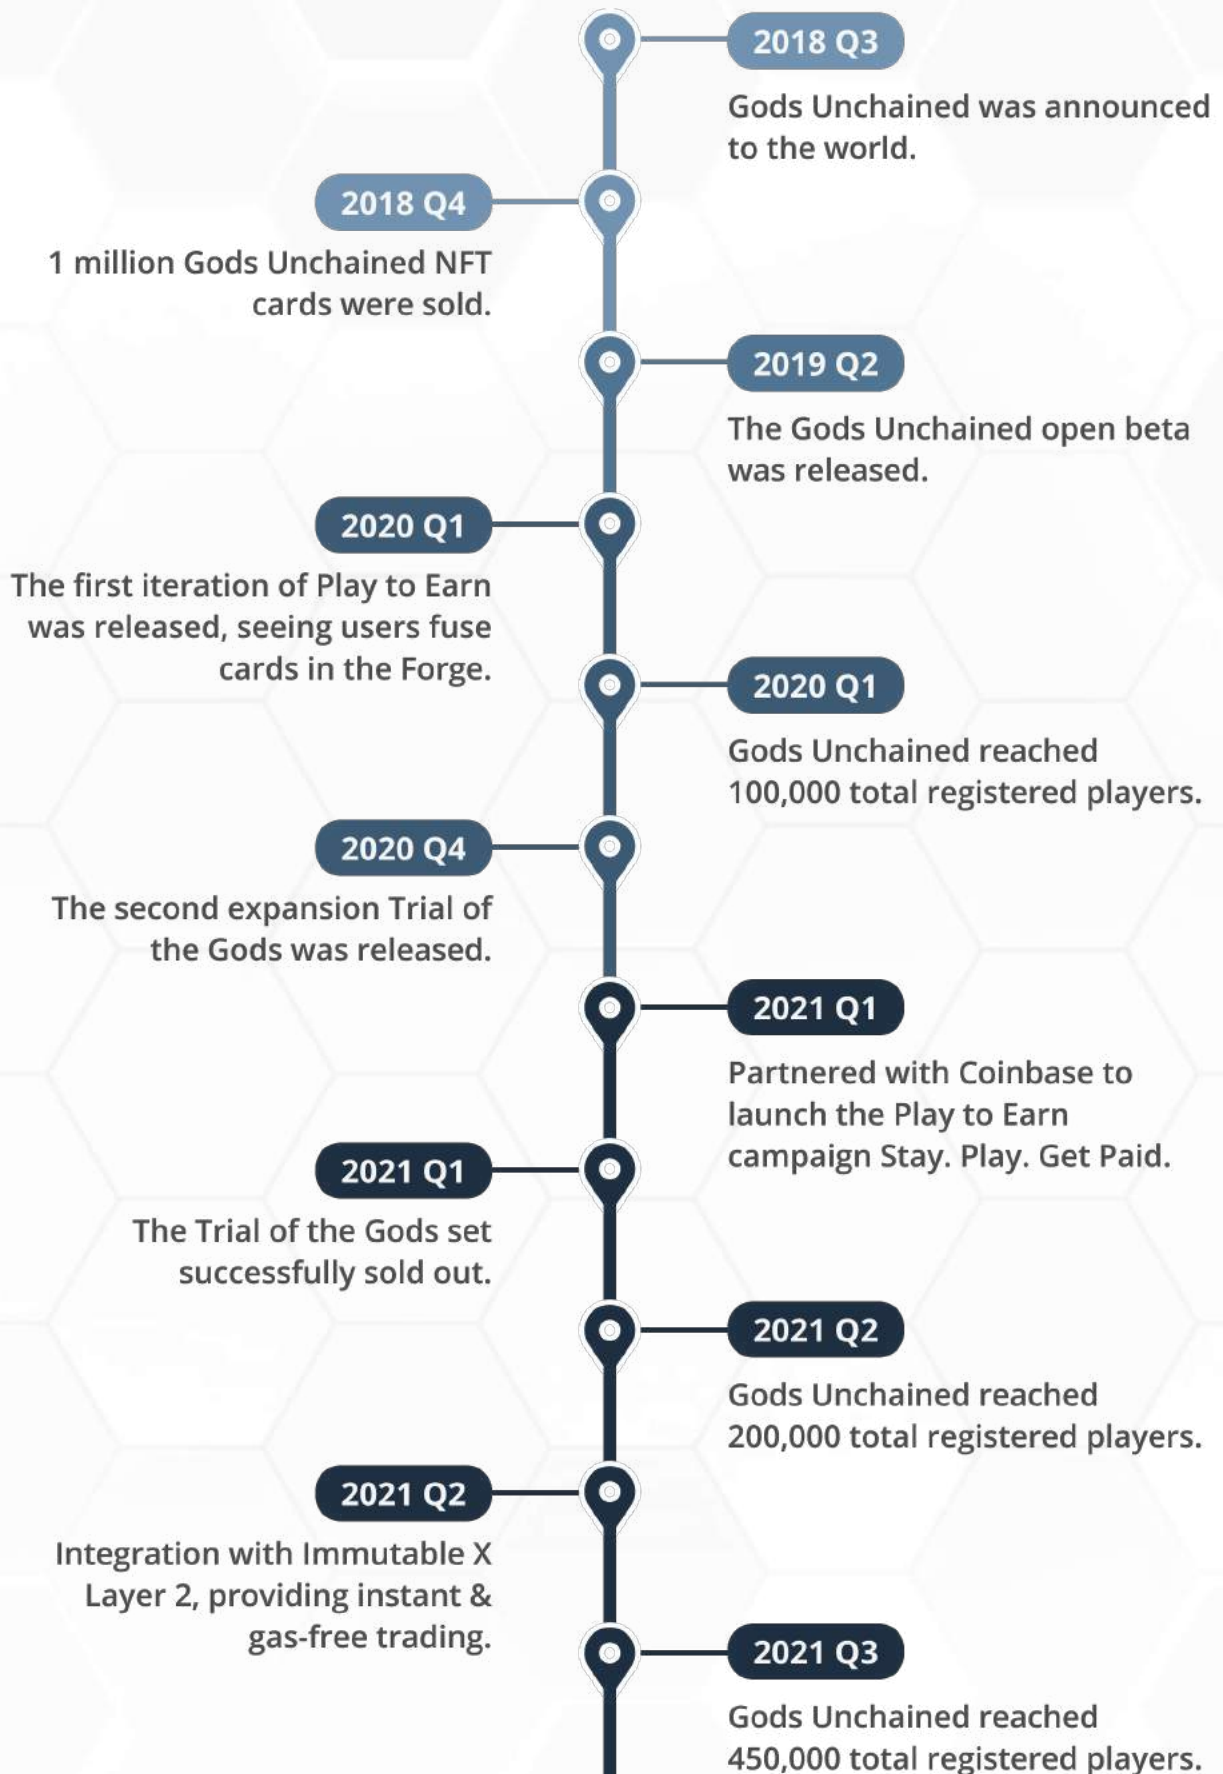 2018 Q3
Gods Unchained was announced
to the world.
2018 Q4
1 million Gods Unchained NFT
cards were sold.
2019 Q2
The Gods Unchained open beta
was released.
2020 Q1
The first iteration of Play to Earn
was released, seeing users fuse
cards in the Forge.
2020 Q1
Gods Unchained reached
100,000 total registered players.
2020 Q4
The second expansion Trial of
the Gods was released.
2021 Q1
Partnered with Coinbase to
launch the Play to Earn
campaign Stay. Play. Get Paid.
2021 Q1
The Trial of the Gods set
successfully sold out.
2021 Q2
Gods Unchained reached
200,000 total registered players.
2021 Q2
Integration with Immutable X
Layer 2, providing instant &
gas-free trading.
2021 Q3
Gods Unchained reached
450,000 total registered players.